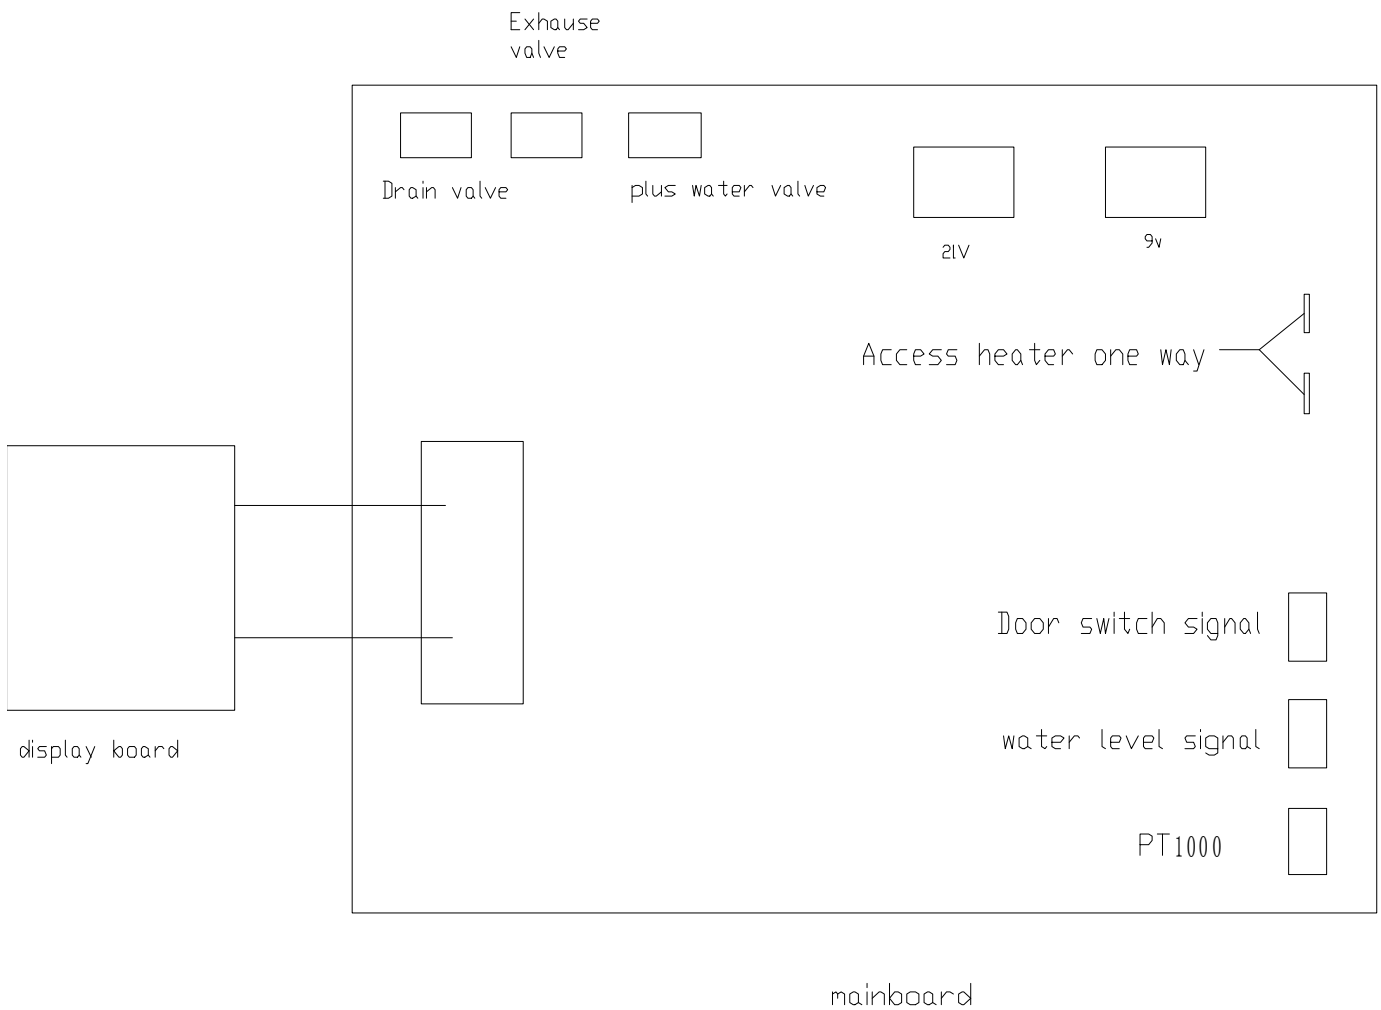 Exhause
valve
Drain valve
plus water valve
21V
9v
Access heater one way
Door switch signal
water level signal
display board
PT1000
mainboard